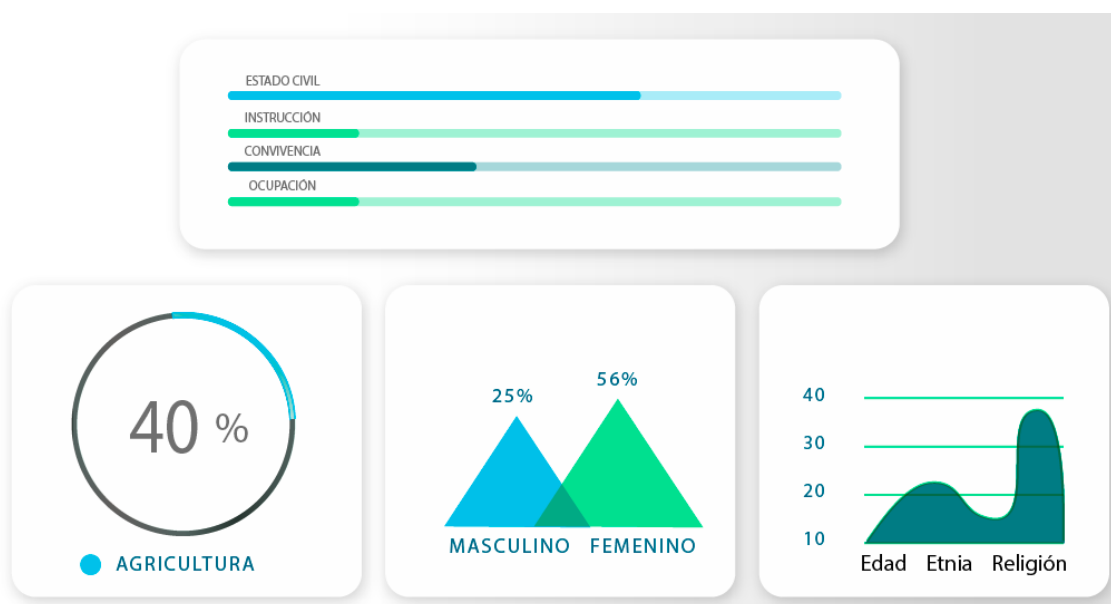 ESTADO CIVIL
INSTRUCCIÓN
CONVIVENCIA
OCUPACIÓN
40 %
AGRICULTURA
25%
56%
MASCULINO FEMENINO
40
30
20
10
Edad Etnia Religión